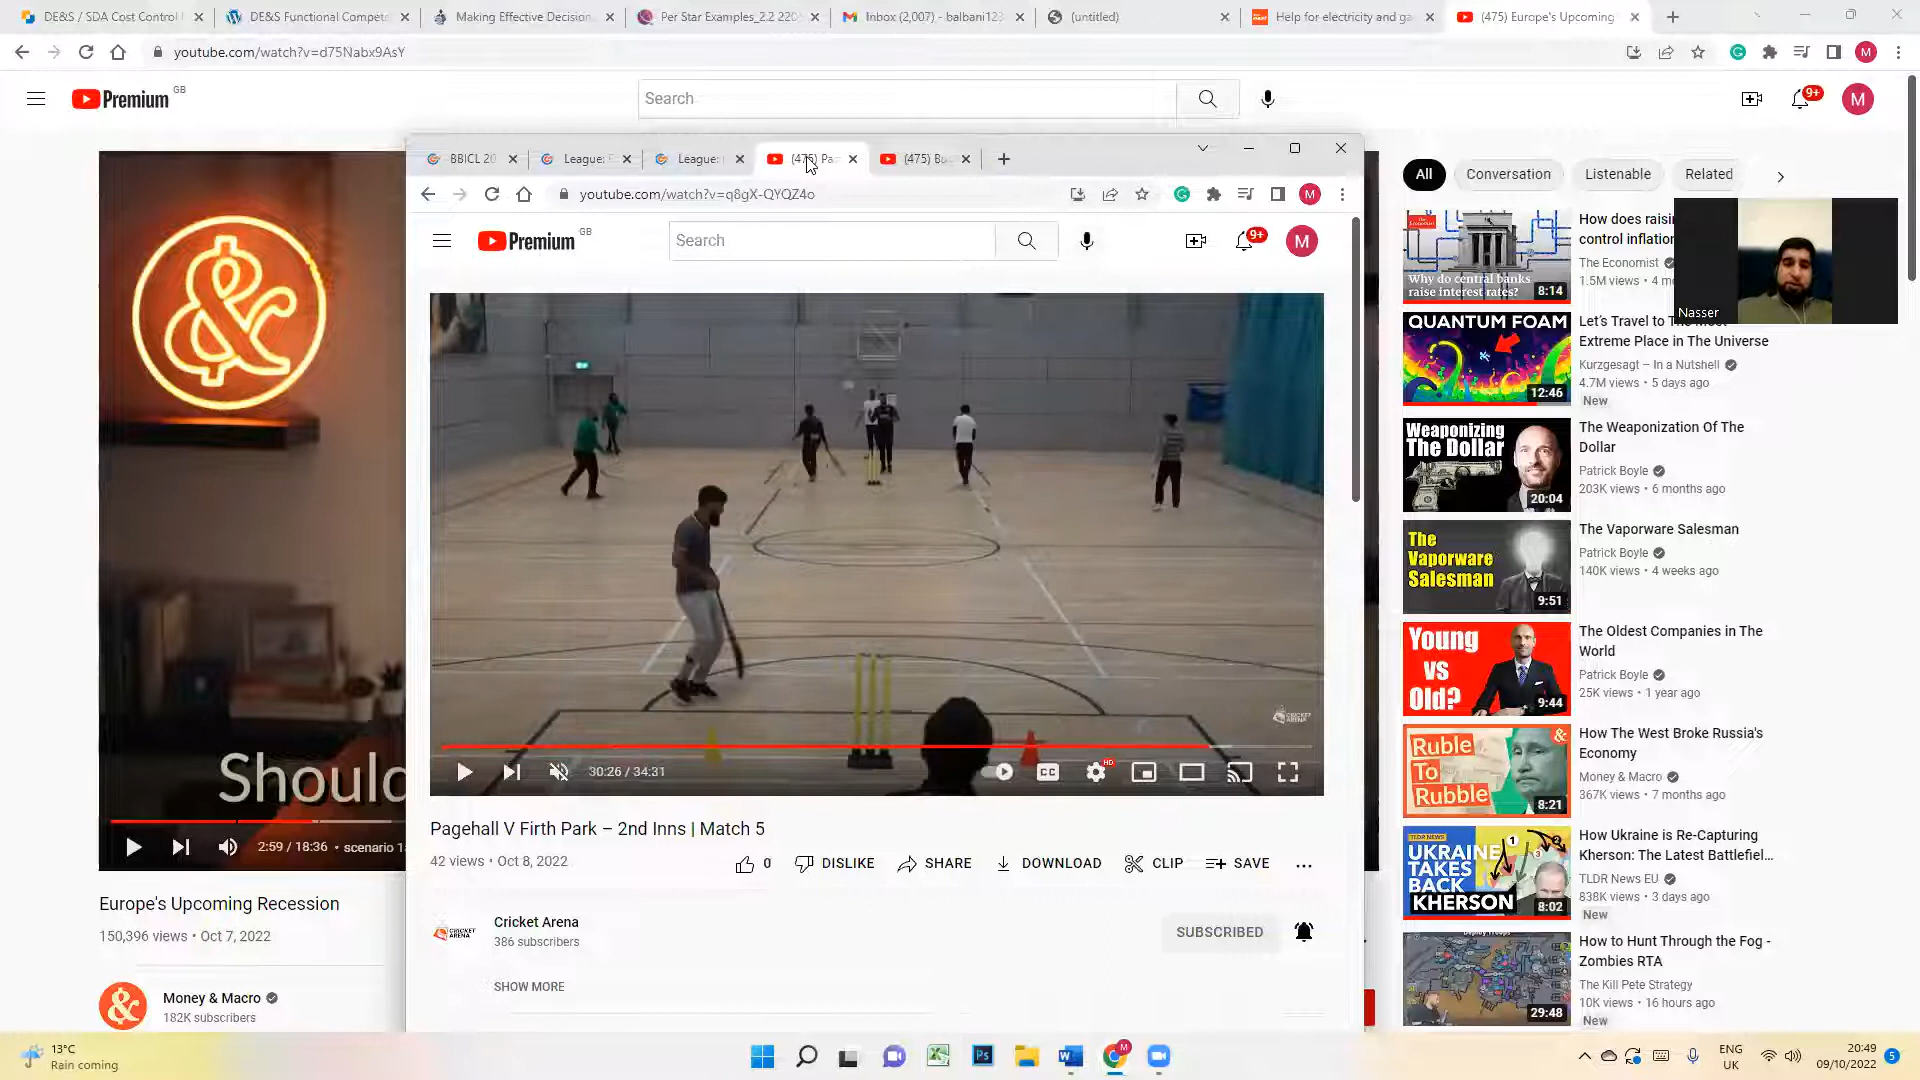 DE&S / SDA Cost Control
DE&S Functional Compet
Making Effective Decision
Per Star Examples_2.2 220
Inbox (2,007) - balbani123
(untitled)
Help for electricity and ga
(475) Europe's Upcoming
youtube.com/watch?v=d75Nabx9AsY
Premium GB
Search
9+
M
BBICL 20
League:
League:
(475) Pa
(475) B
youtube.com/watch?v=q8gX-QYQZ4o
M
Premium GB
Search
9+
M
30:26 / 34:31
CC
HD
CRICKET ARENA
Pagehall V Firth Park – 2nd Inns | Match 5
42 views • Oct 8, 2022
0
DISLIKE
SHARE
DOWNLOAD
CLIP
SAVE
CRICKET ARENA
Cricket Arena
386 subscribers
SUBSCRIBED
SHOW MORE
Should
2:59 / 18:36 • scenario 1
Europe's Upcoming Recession
150,396 views • Oct 7, 2022
Money & Macro
182K subscribers
All
Conversation
Listenable
Related
Why do central banks
raise interest rates?
8:14
How does raisi
control inflation
The Economist
1.5M views • 4 m
Nasser
QUANTUM FOAM
12:46
Let's Travel to The Most
Extreme Place in The Universe
Kurzgesagt – In a Nutshell
4.7M views • 5 days ago
New
Weaponizing
The Dollar
20:04
The Weaponization Of The
Dollar
Patrick Boyle
203K views • 6 months ago
The
Vaporware
Salesman
9:51
The Vaporware Salesman
Patrick Boyle
140K views • 4 weeks ago
Young
vs
Old?
9:44
The Oldest Companies in The
World
Patrick Boyle
25K views • 1 year ago
Ruble
To
Rubble
8:21
How The West Broke Russia's
Economy
Money & Macro
367K views • 7 months ago
TLDR NEWS
UKRAINE
TAKES
BACK
KHERSON
8:02
How Ukraine is Re-Capturing
Kherson: The Latest Battlefiel...
TLDR News EU
838K views • 3 days ago
New
29:48
How to Hunt Through the Fog -
Zombies RTA
The Kill Pete Strategy
10K views • 16 hours ago
New
13°C
Rain coming
Ps
M
ENG
UK
20:49
09/10/2022
5